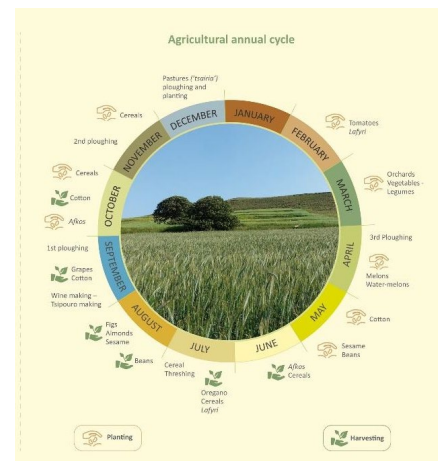 Agricultural annual cycle
Pastures ('tsairia')
ploughing and
planting
Cereals
2nd ploughing
Cereals
Cotton
Afkos
1st ploughing
Grapes
Cotton
Wine making –
Tsipouro making
Figs
Almonds
Sesame
Beans
Cereal
Threshing
Oregano
Cereals
Lafyri
Afkos
Cereals
Sesame
Beans
Cotton
Melons
Water-melons
3rd Ploughing
Orchards
Vegetables -
Legumes
Tomatoes
Lafyri
JANUARY
FEBRUARY
MARCH
APRIL
MAY
JUNE
JULY
AUGUST
SEPTEMBER
OCTOBER
NOVEMBER
DECEMBER
Planting
Harvesting